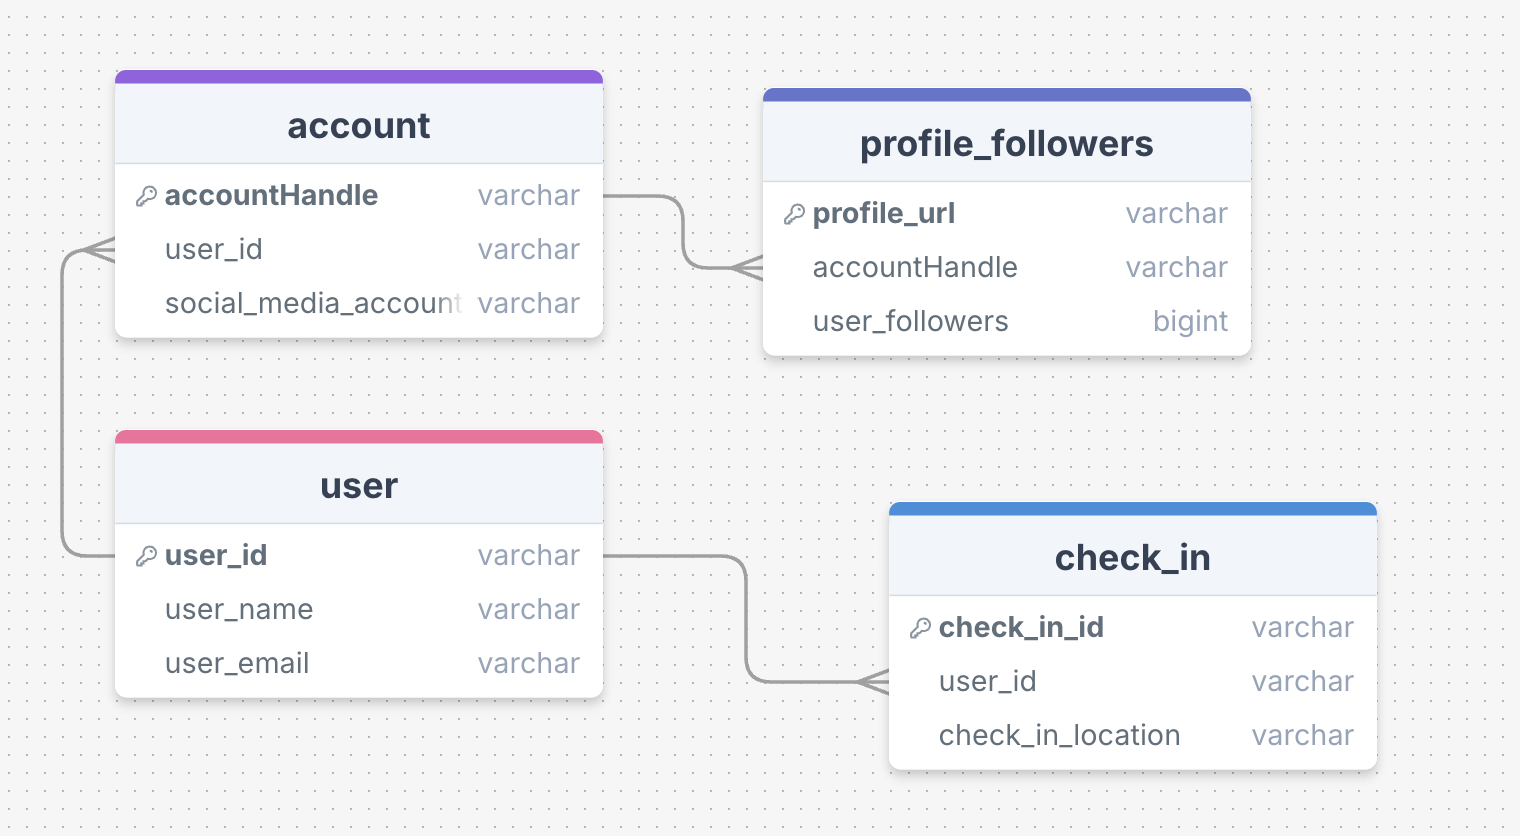 account
accountHandle varchar
user_id varchar
social_media_account varchar
profile_followers
profile_url varchar
accountHandle varchar
user_followers bigint
user
user_id varchar
user_name varchar
user_email varchar
check_in
check_in_id varchar
user_id varchar
check_in_location varchar